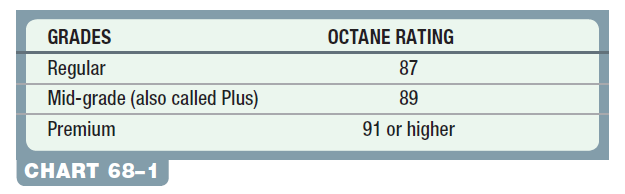 GRADES OCTANE RATING
Regular 87
Mid-grade (also called Plus) 89
Premium 91 or higher
CHART 68–1